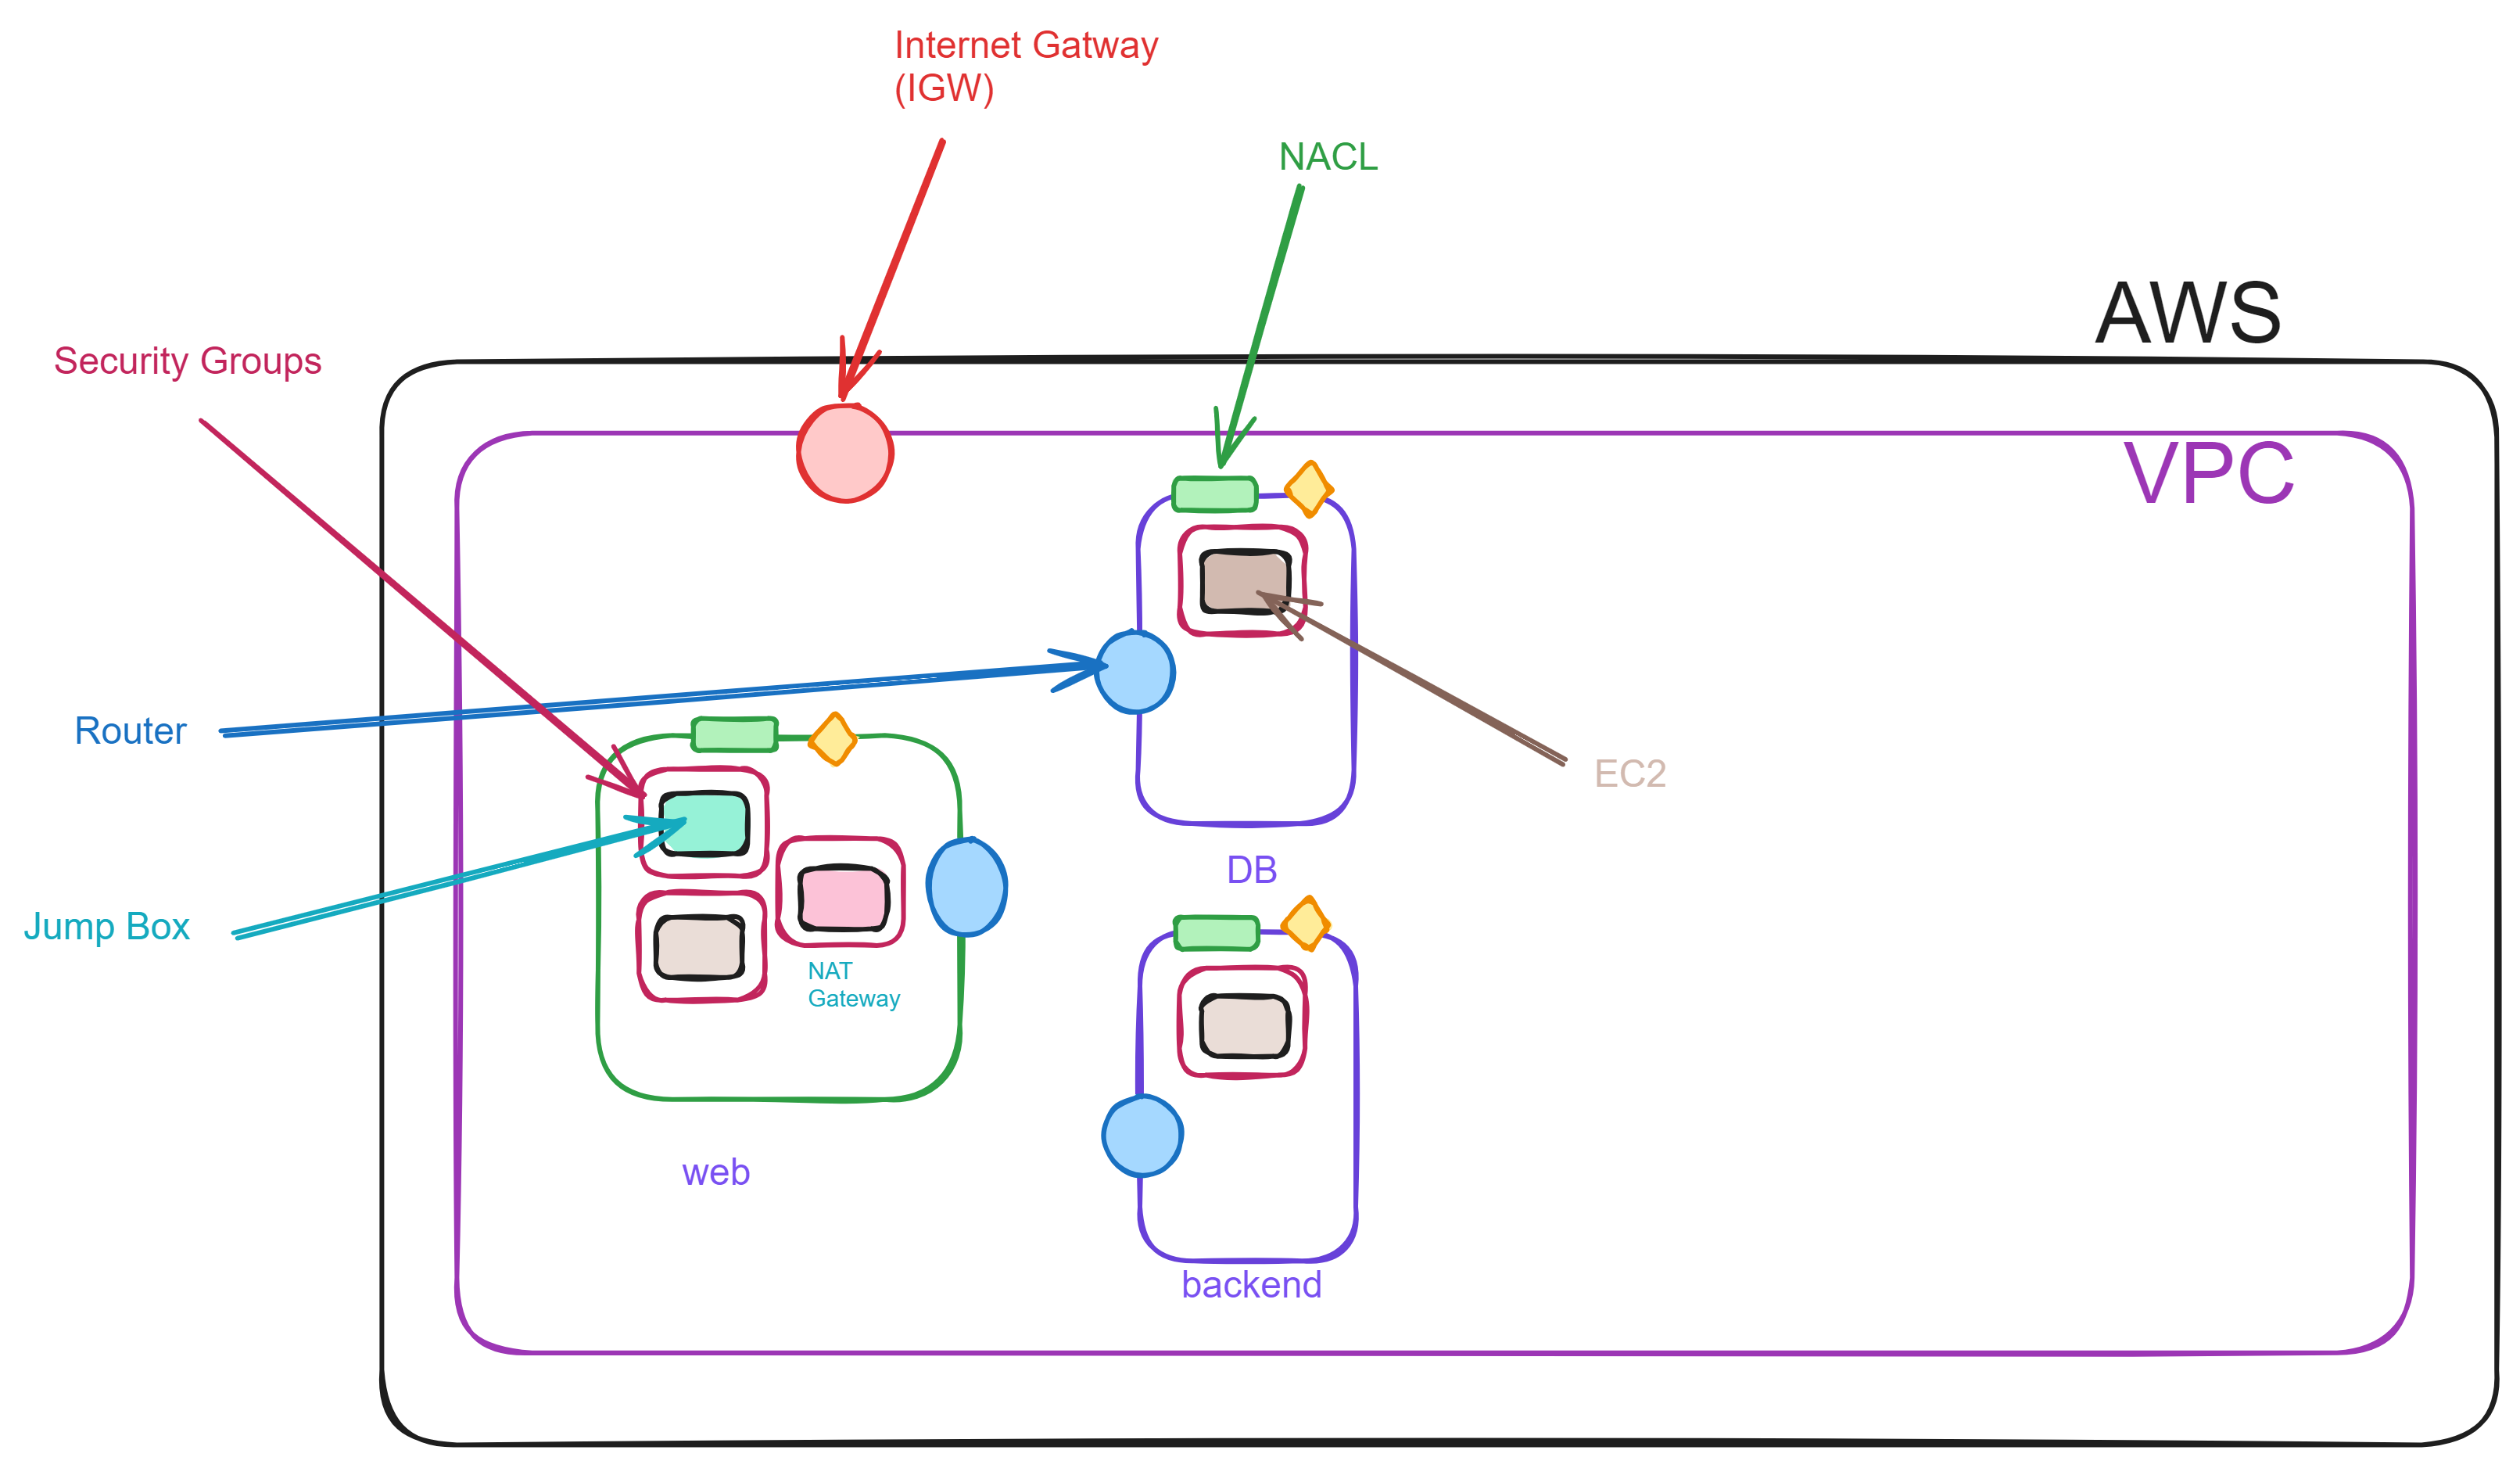 Internet Gatway
(IGW)
NACL
AWS
Security Groups
VPC
Router
EC2
DB
Jump Box
NAT
Gateway
web
backend